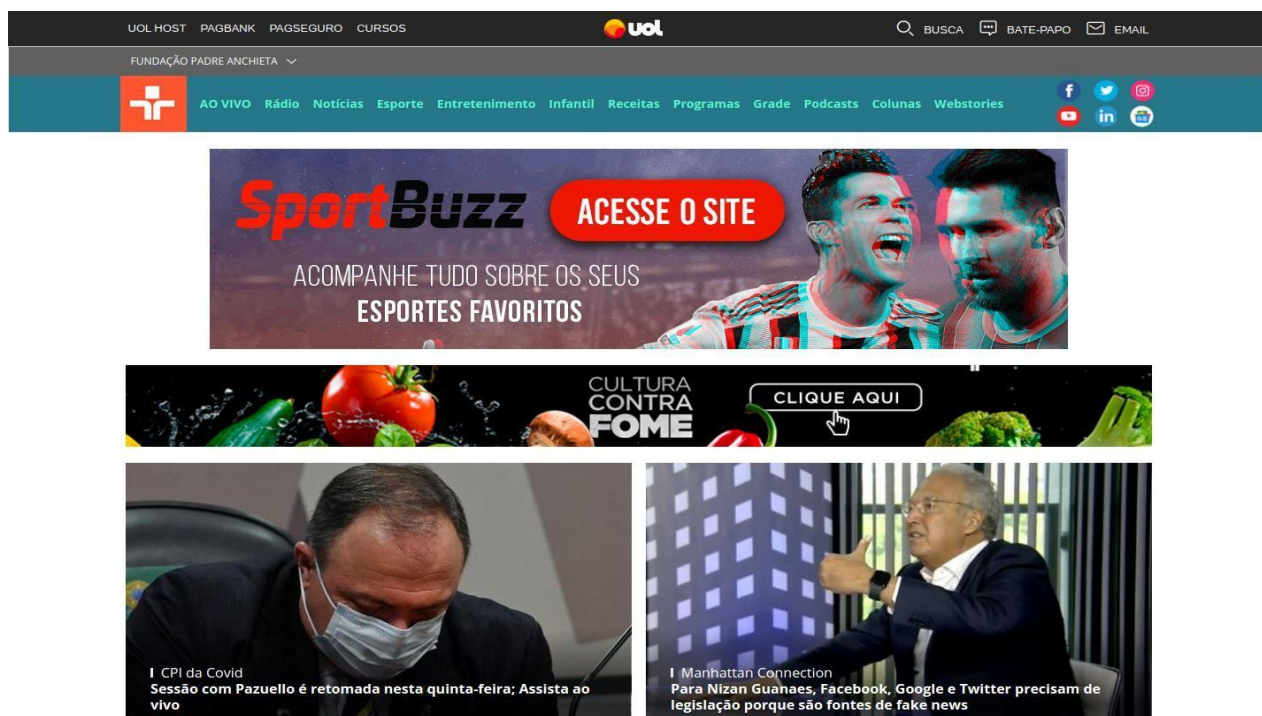 UOL HOST PAGBANK PAGSEGURO CURSOS uol BUSCA BATE-PAPO EMAIL
FUNDAÇÃO PADRE ANCHIETA
AO VIVO Rádio Notícias Esporte Entretenimento Infantil Receitas Programas Grade Podcasts Colunas Webstories
SportBuzz ACESSE O SITE
ACOMPANHE TUDO SOBRE OS SEUS
ESPORTES FAVORITOS
CULTURA
CONTRA
FOME
CLIQUE AQUI
CPI da Covid
Sessão com Pazuello é retomada nesta quinta-feira; Assista ao
vivo
Manhattan Connection
Para Nizan Guanaes, Facebook, Google e Twitter precisam de
legislação porque são fontes de fake news